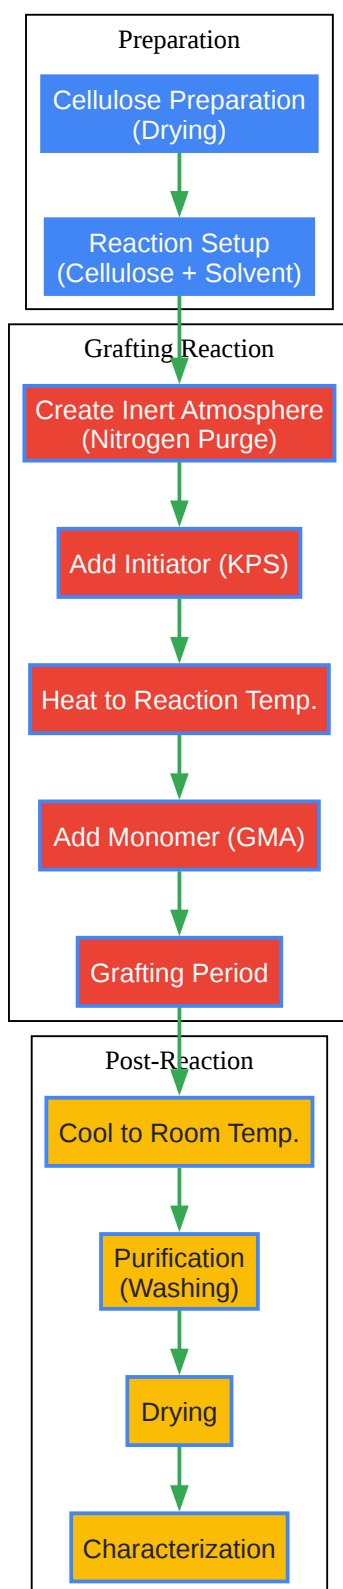 Preparation
Cellulose Preparation
(Drying)
Reaction Setup
(Cellulose + Solvent)
Grafting Reaction
Create Inert Atmosphere
(Nitrogen Purge)
Add Initiator (KPS)
Heat to Reaction Temp.
Add Monomer (GMA)
Grafting Period
Post-Reaction
Cool to Room Temp.
Purification
(Washing)
Drying
Characterization